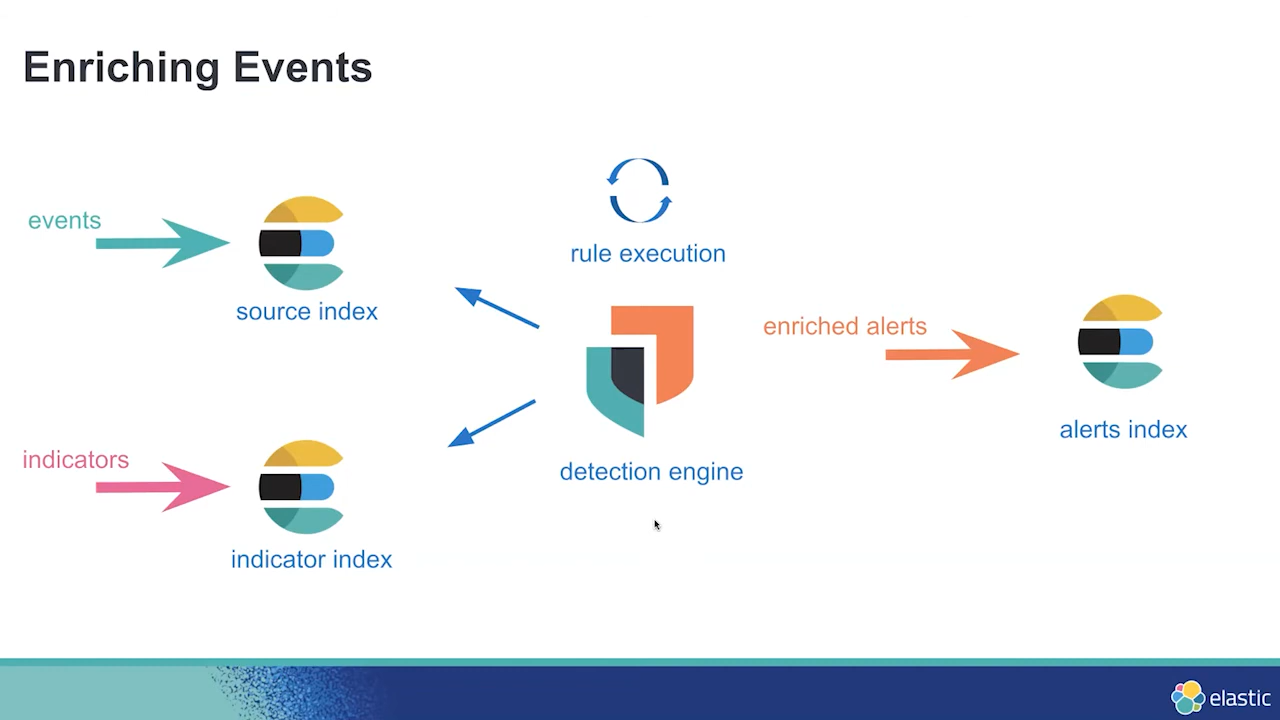 Enriching Events
events
source index
rule execution
enriched alerts
alerts index
detection engine
indicators
indicator index
elastic